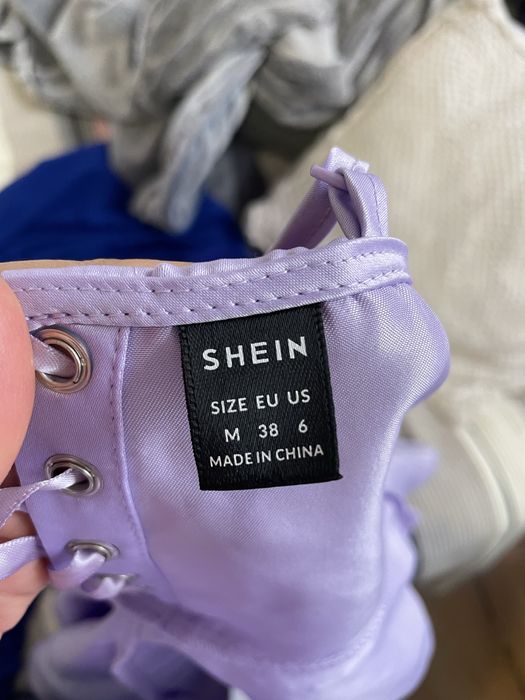 SHEIN
SIZE EU US
M 38 6
MADE IN CHINA